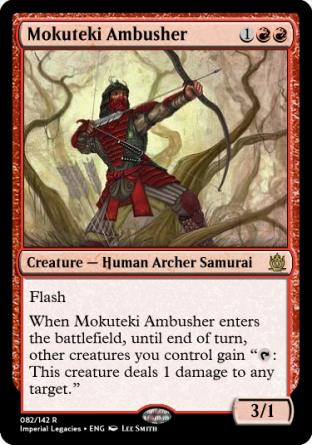 Mokuteki Ambusher 1
Creature — Human Archer Samurai
Flash
When Mokuteki Ambusher enters
the battlefield, until end of turn,
other creatures you control gain “:
This creature deals 1 damage to any
target.”
082/142 R
Imperial Legacies • ENG Lee Smith
3/1